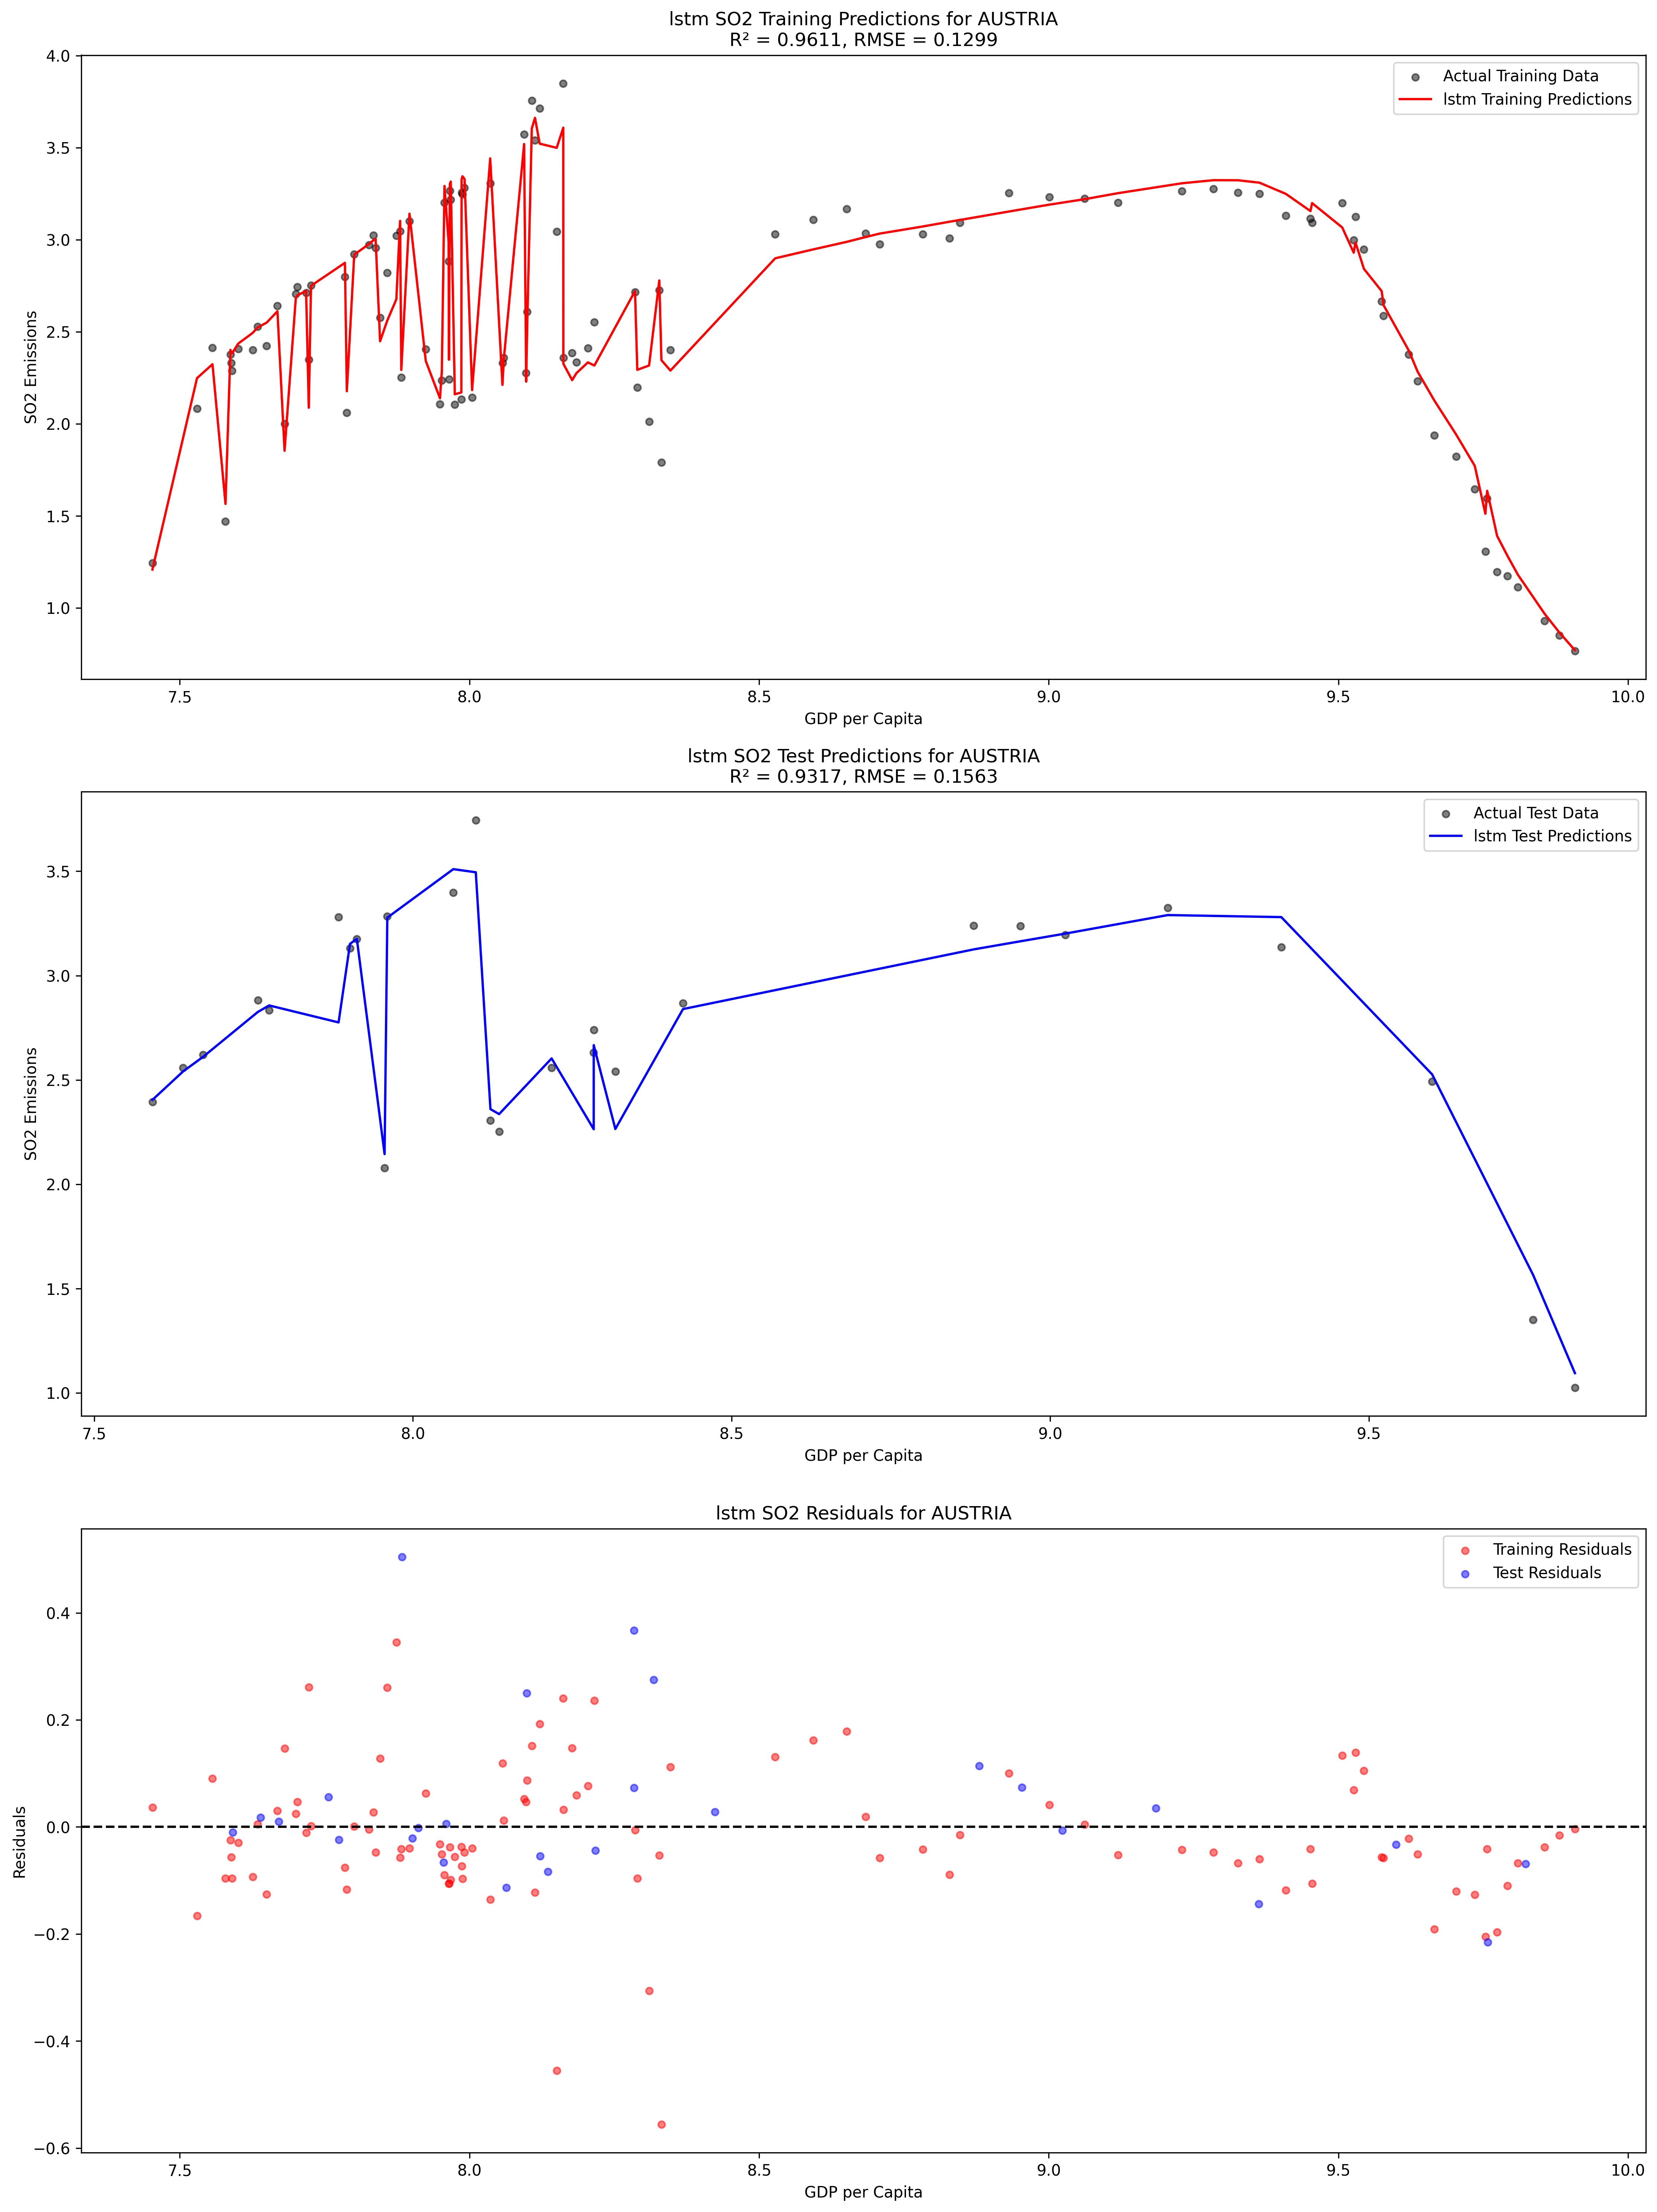 lstm SO2 Training Predictions for AUSTRIA
R² = 0.9611, RMSE = 0.1299
Actual Training Data
lstm Training Predictions
SO2 Emissions
4.0
3.5
3.0
2.5
2.0
1.5
1.0
7.5 8.0 8.5 9.0 9.5 10.0
GDP per Capita
lstm SO2 Test Predictions for AUSTRIA
R² = 0.9317, RMSE = 0.1563
Actual Test Data
lstm Test Predictions
SO2 Emissions
3.5
3.0
2.5
2.0
1.5
1.0
7.5 8.0 8.5 9.0 9.5
GDP per Capita
lstm SO2 Residuals for AUSTRIA
Training Residuals
Test Residuals
Residuals
0.4
0.2
0.0
−0.2
−0.4
−0.6
7.5 8.0 8.5 9.0 9.5 10.0
GDP per Capita